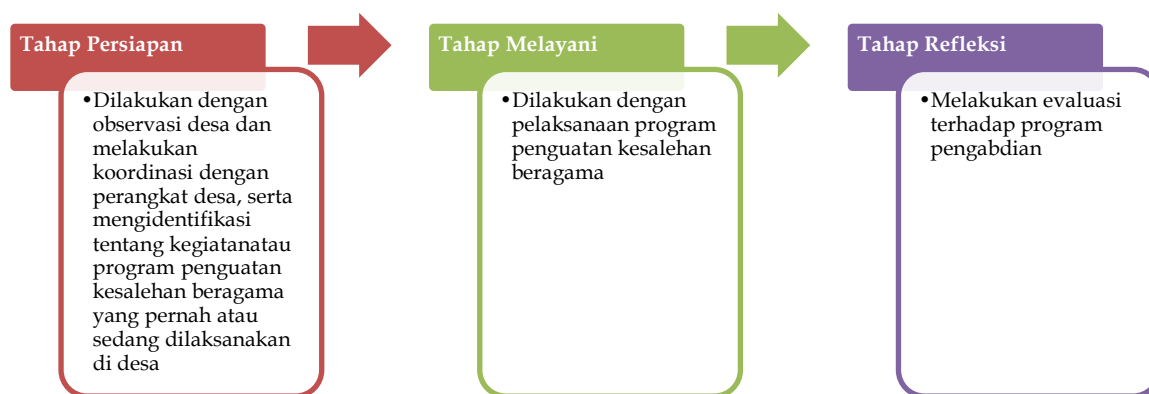 Tahap Persiapan
•Dilakukan dengan
observasi desa dan
melakukan
koordinasi dengan
perangkat desa, serta
mengidentifikasi
tentang kegiatanatau
program penguatan
kesalehan beragama
yang pernah atau
sedang dilaksanakan
di desa
Tahap Melayani
•Dilakukan dengan
pelaksanaan program
penguatan kesalehan
beragama
Tahap Refleksi
•Melakukan evaluasi
terhadap program
pengabdian